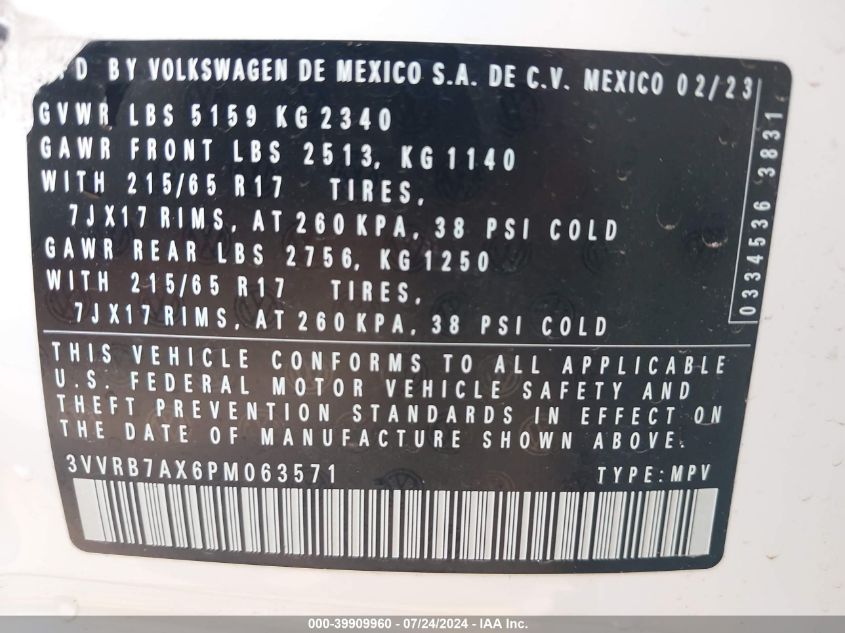 D BY VOLKSWAGEN DE MEXICO S.A. DE C.V. MEXICO 02/23
GVWR LBS 5159 KG 2340
GAWR FRONT LBS 2513, KG 1140
WITH 215/65 R17 TIRES,
7JX17 RIMS, AT 260 KPA, 38 PSI COLD
GAWR REAR LBS 2756, KG 1250
WITH 215/65 R17 TIRES,
7JX17 RIMS, AT 260 KPA, 38 PSI COLD
0334536 3831
THIS VEHICLE CONFORMS TO ALL APPLICABLE
U.S. FEDERAL MOTOR VEHICLE SAFETY AND
THEFT PREVENTION STANDARDS IN EFFECT ON
THE DATE OF MANUFACTURE SHOWN ABOVE.
3VVRB7AX6PM063571 TYPE: MPV
000-39909960 - 07/24/2024 - IAA Inc.